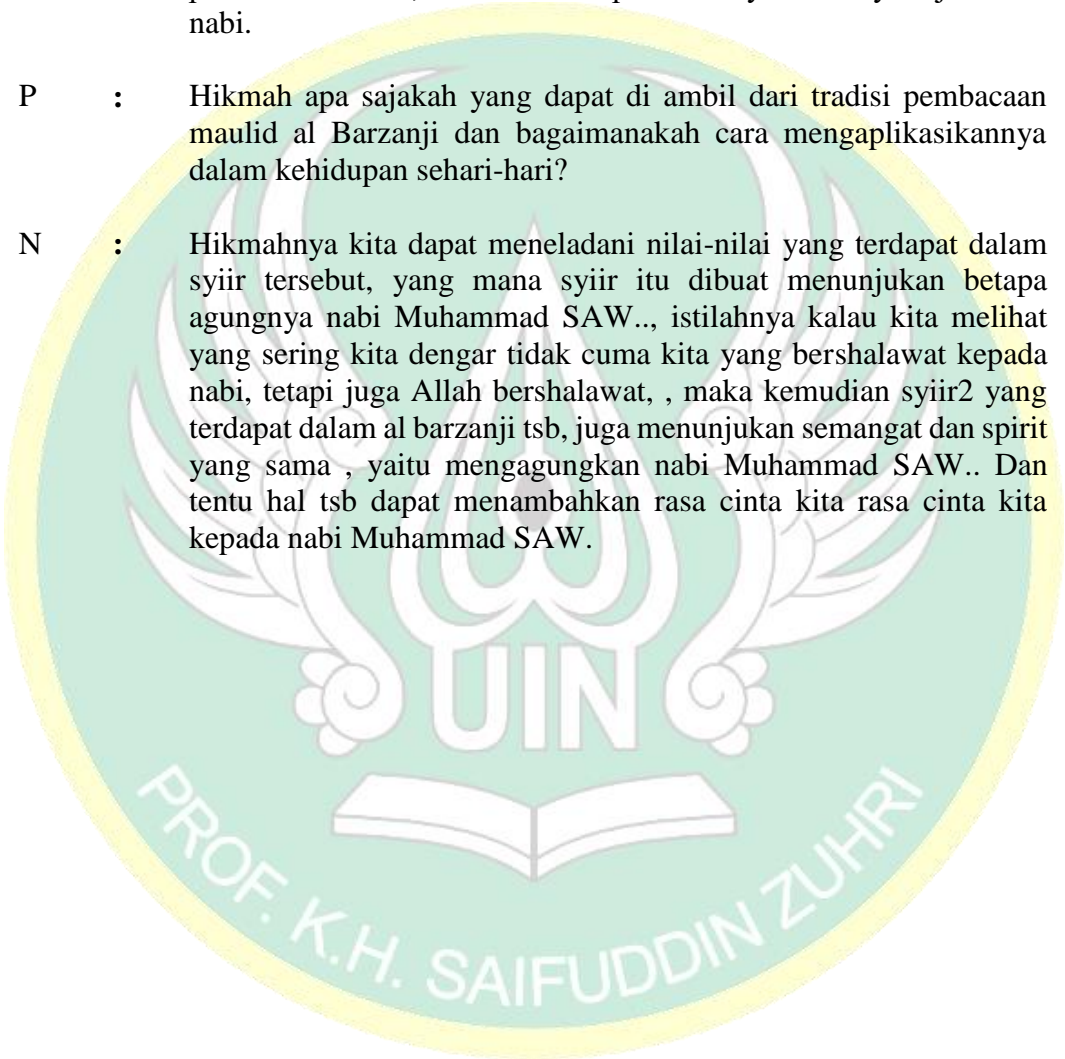 nabi.
P : Hikmah apa sajakah yang dapat di ambil dari tradisi pembacaan
maulid al Barzanji dan bagaimanakah cara mengaplikasikannya
dalam kehidupan sehari-hari?
N : Hikmahnya kita dapat meneladani nilai-nilai yang terdapat dalam
syiir tersebut, yang mana syiir itu dibuat menunjukan betapa
agungnya nabi Muhammad SAW.., istilahnya kalau kita melihat
yang sering kita dengar tidak cuma kita yang bershalawat kepada
nabi, tetapi juga Allah bershalawat, , maka kemudian syiir2 yang
terdapat dalam al barzanji tsb, juga menunjukan semangat dan spirit
yang sama , yaitu mengagungkan nabi Muhammad SAW.. Dan
tentu hal tsb dapat menambahkan rasa cinta kita rasa cinta kita
kepada nabi Muhammad SAW.
UIN
PROF. K.H. SAIFUDDIN ZUHRI